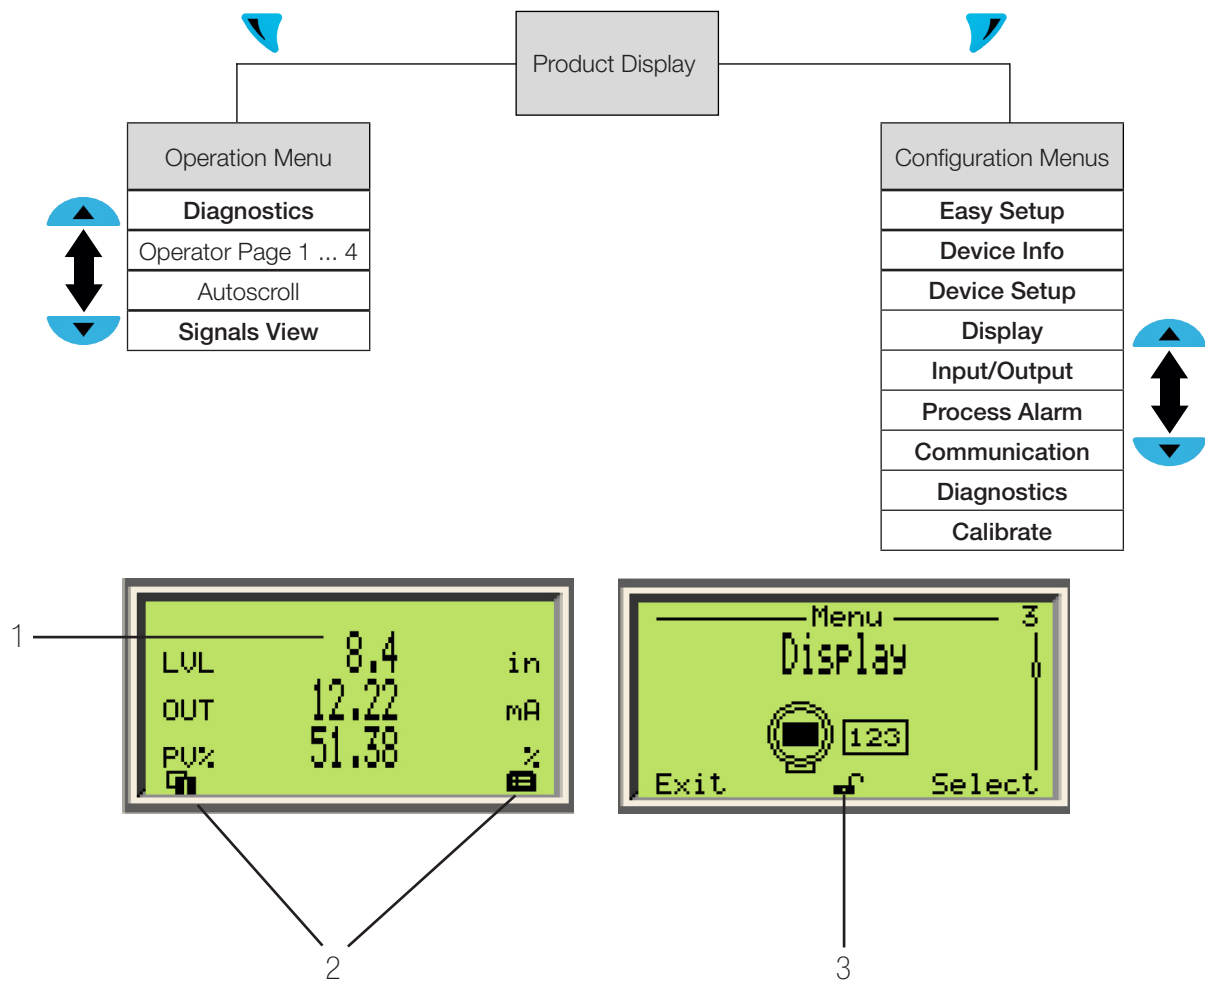 Product Display
Operation Menu
Diagnostics
Operator Page 1 ... 4
Autoscroll
Signals View
Configuration Menus
Easy Setup
Device Info
Device Setup
Display
Input/Output
Process Alarm
Communication
Diagnostics
Calibrate
1
LVL 8.4 in
OUT 12.22 mA
PV% 51.38 %
2
Menu 3
Display
123
Exit Select
3